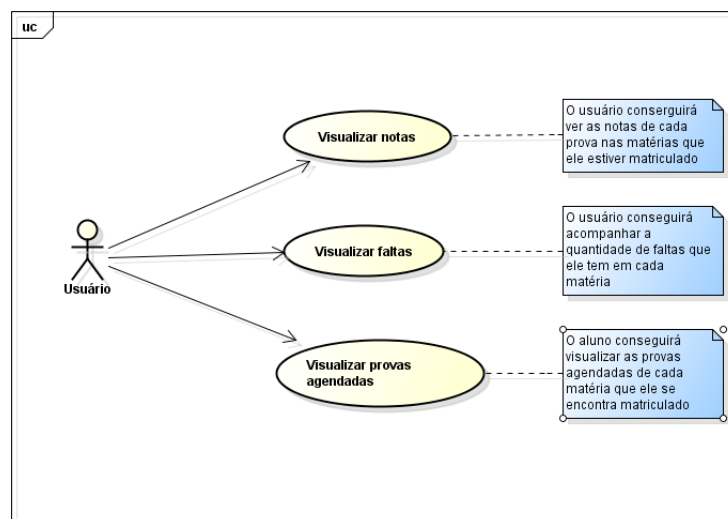 uc
Visualizar notas
O usuário conserguirá
ver as notas de cada
prova nas matérias que
ele estiver matriculado
Visualizar faltas
O usuário conseguirá
acompanhar a
quantidade de faltas que
ele tem em cada
matéria
Usuário
Visualizar provas
agendadas
O aluno conseguirá
visualizar as provas
agendadas de cada
matéria que ele se
encontra matriculado